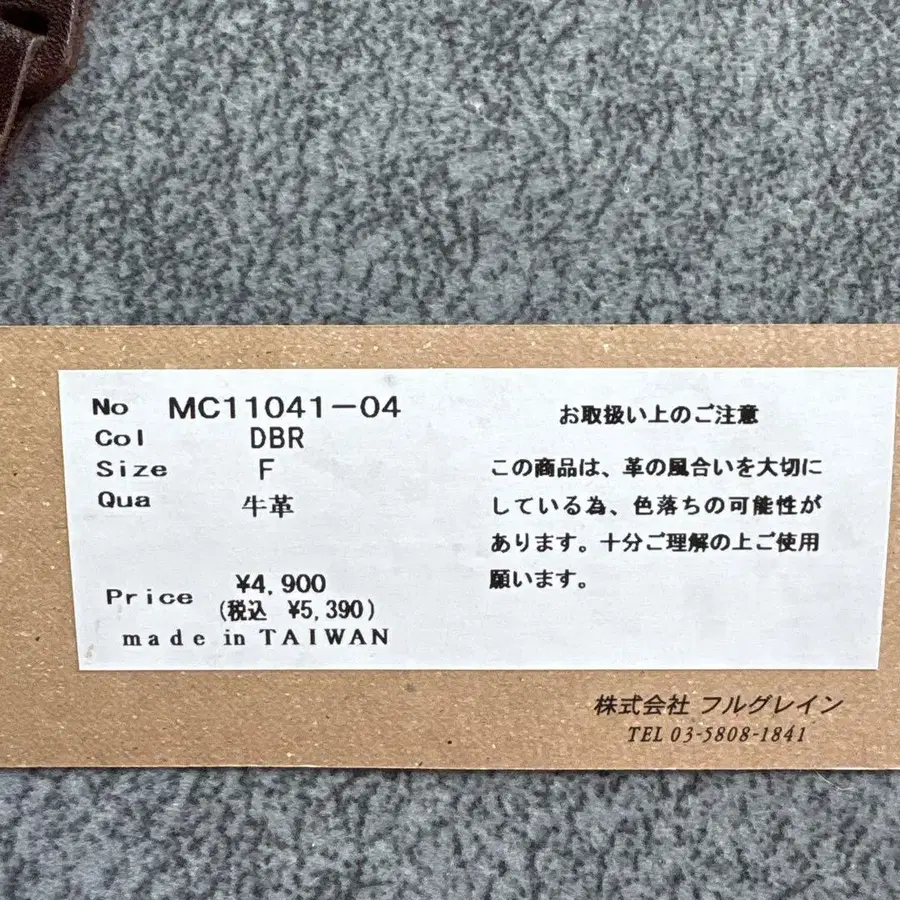 No MC11041-04
Col DBR
Size F
Qua 牛革
Price ¥4,900
(税込 ¥5,390)
made in TAIWAN
お取扱い上のご注意
この商品は、革の風合いを大切に
している為、色落ちの可能性が
あります。十分ご理解の上ご使用
願います。
株式会社 フルグレイン
TEL 03-5808-1841